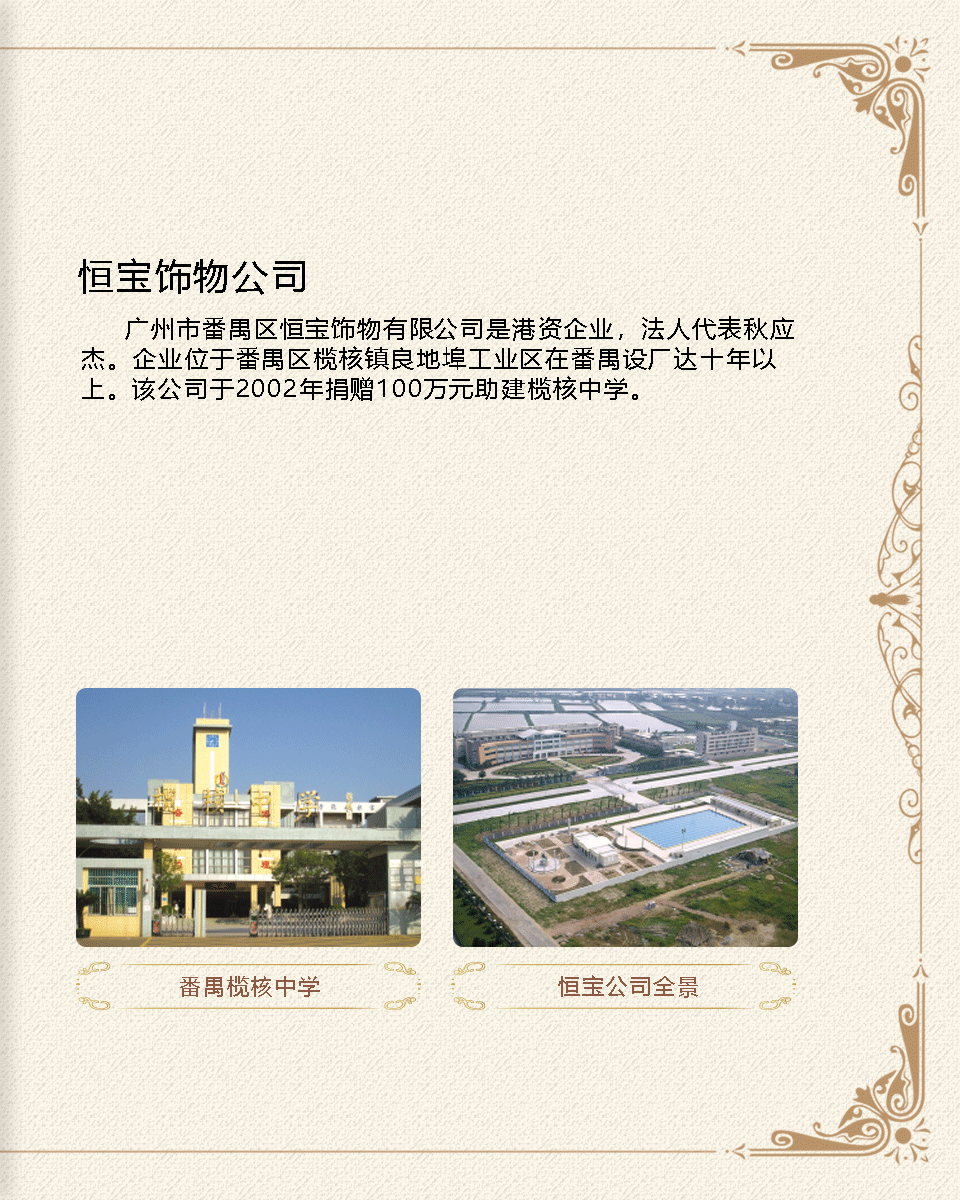 恒宝饰物公司
广州市番禺区恒宝饰物有限公司是港资企业，法人代表秋应
杰。企业位于番禺区榄核镇良地埠工业区在番禺设厂达十年以
上。该公司于2002年捐赠100万元助建榄核中学。
番禺榄核中学
恒宝公司全景